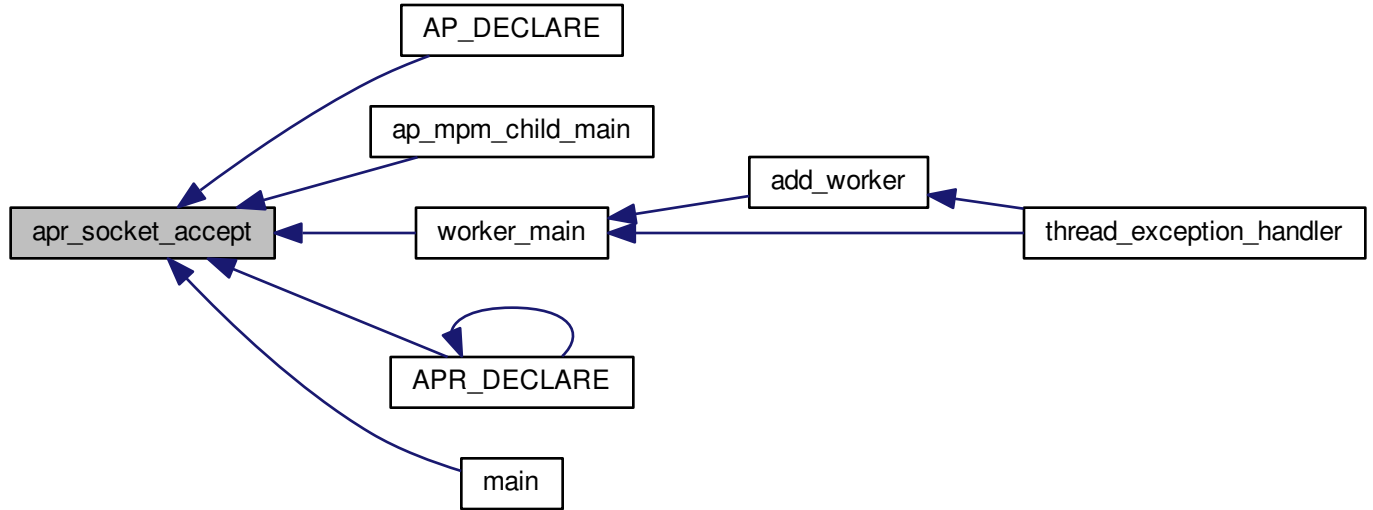 AP_DECLARE
ap_mpm_child_main
add_worker
apr_socket_accept
worker_main
thread_exception_handler
APR_DECLARE
main